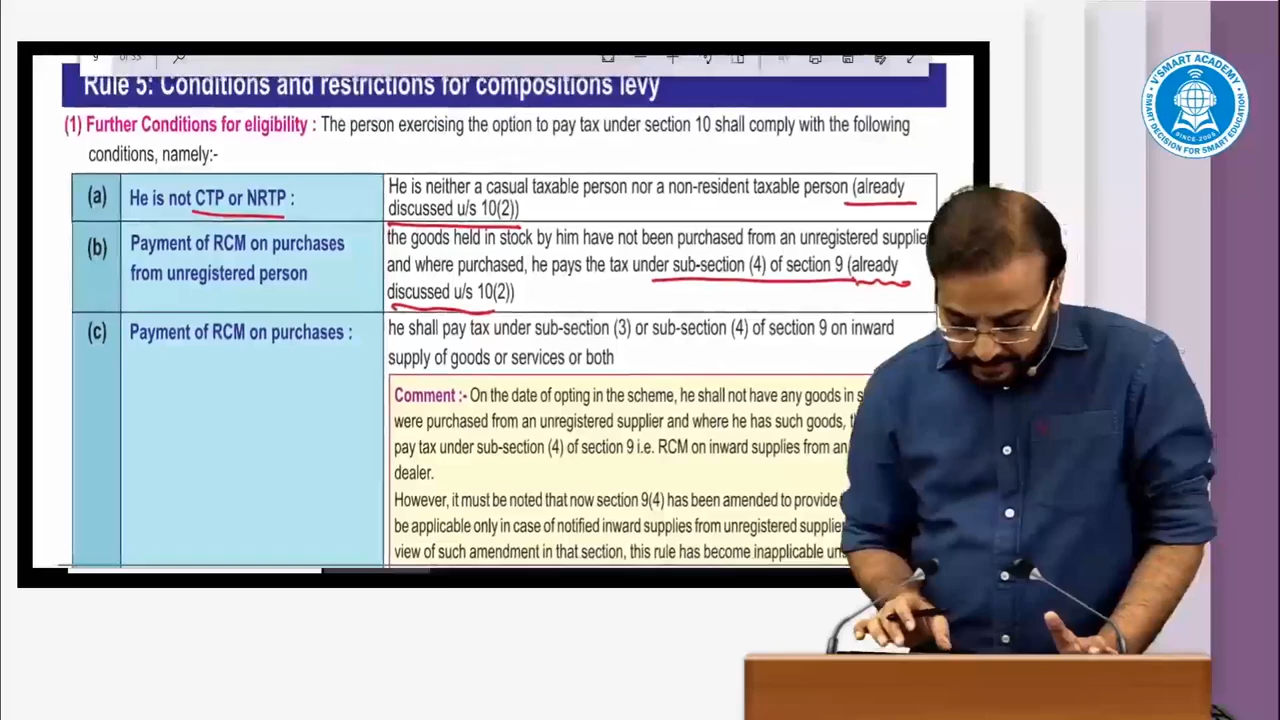 9 of 33
Rule 5: Conditions and restrictions for compositions levy
(1) Further Conditions for eligibility : The person exercising the option to pay tax under section 10 shall comply with the following
conditions, namely:-
(a) He is not CTP or NRTP : He is neither a casual taxable person nor a non-resident taxable person (already
discussed u/s 10(2))
(b) Payment of RCM on purchases
from unregistered person
the goods held in stock by him have not been purchased from an unregistered
and where purchased, he pays the tax under sub-section (4) of section 9 (already
discussed u/s 10(2))
(c) Payment of RCM on purchases : he shall pay tax under sub-section (3) or sub-section (4) of section 9 on inward
supply of goods or services or both
Comment :- On the date of opting in the scheme, he shall not have any goods in
were purchased from an unregistered supplier and where he has such goods,
pay tax under sub-section (4) of section 9 i.e. RCM on inward supplies from an
dealer.
However, it must be noted that now section 9(4) has been amended to provide
be applicable only in case of notified inward supplies from unregistered
view of such amendment in that section, this rule has become inapplicable
V'SMART ACADEMY
SINCE-2005
SMART DECISION FOR SMART EDUCATION